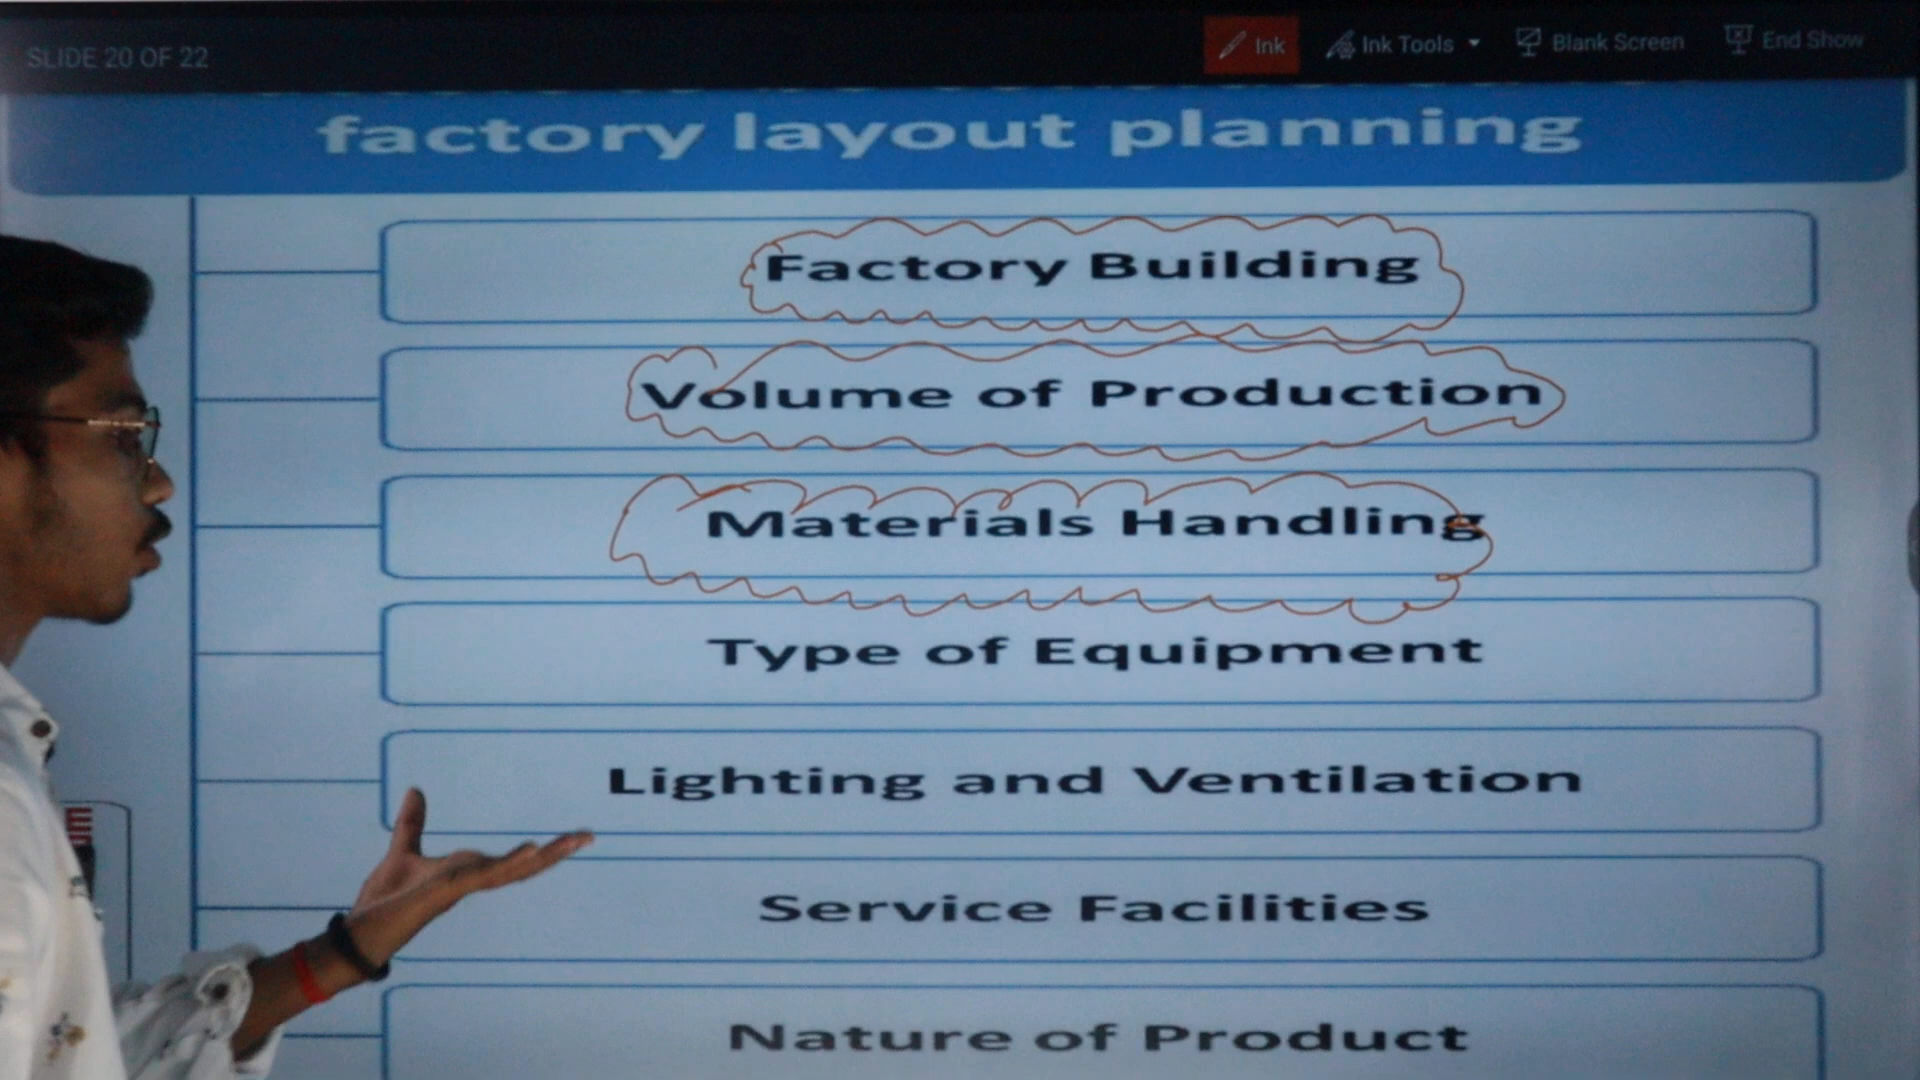 SLIDE 20 OF 22
Ink
Ink Tools
Blank Screen
End Show
factory layout planning
Factory Building
Volume of Production
Materials Handling
Type of Equipment
Lighting and Ventilation
Service Facilities
Nature of Product